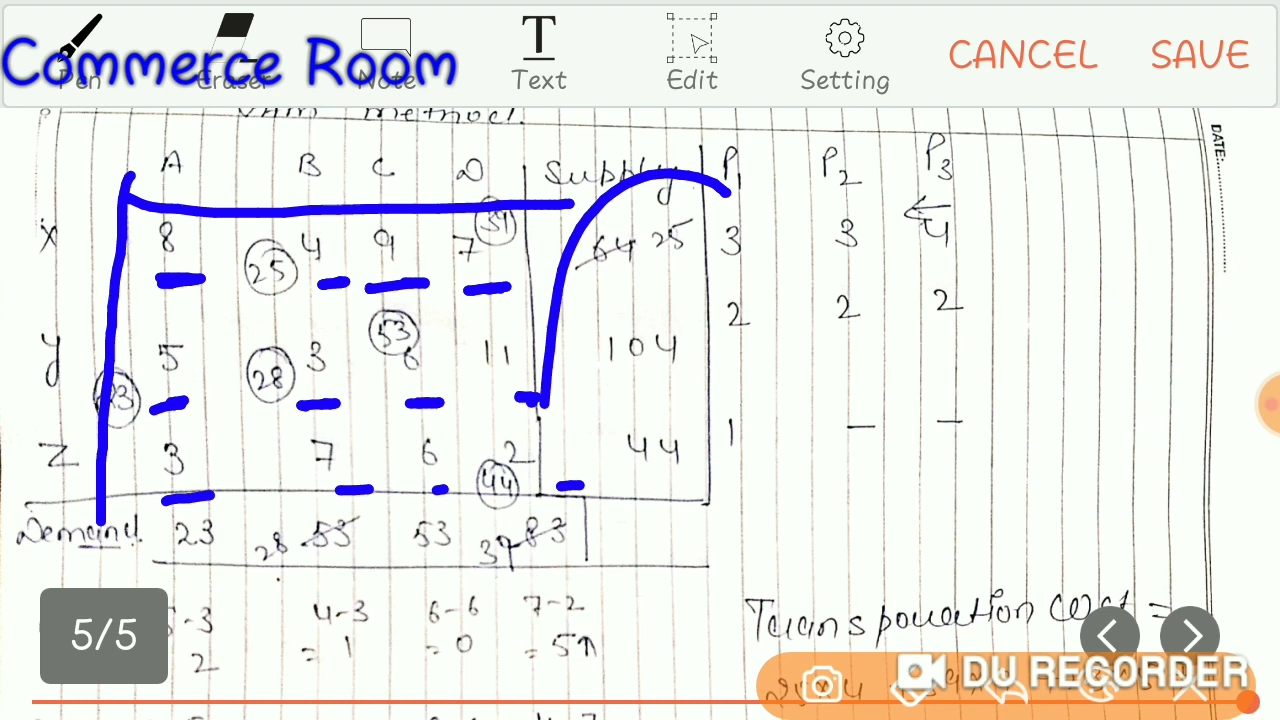 Commerce Room
Pen Eraser Note Text Edit Setting CANCEL SAVE
VAM method.
DATE:
A B C D Supply P1 P2 P3
X 8 25 4 9 7 39 64 25 3 3 4
Y 23 5 28 3 53 6 11 104 2 2 2
Z 3 7 6 2 44 44 1 — —
Demand 23 28 53 53 39 83
5-3 4-3 6-6 7-2
2 = 1 = 0 = 5↑
Transportation cost =
5/5
DU RECORDER